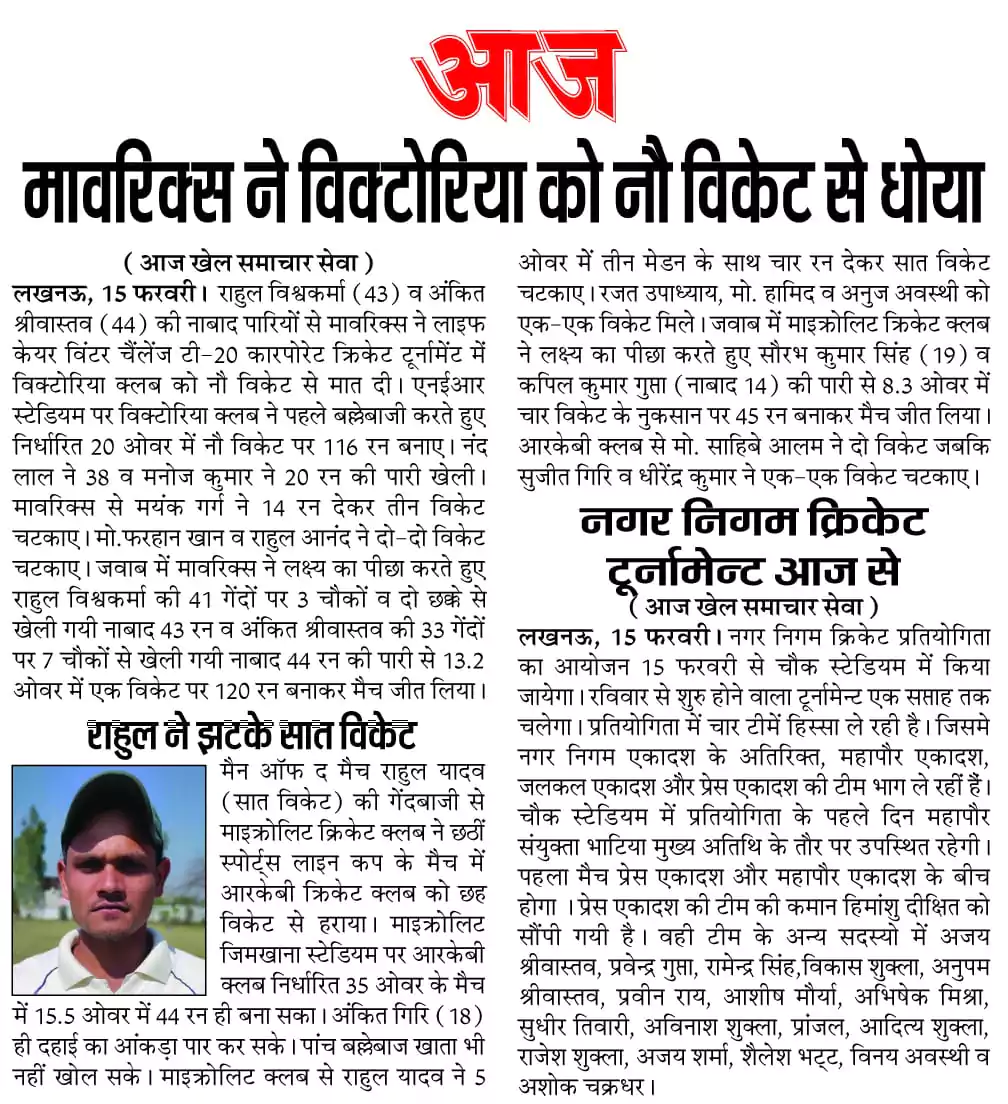 आज
मावरिक्स ने विक्टोरिया को नौ विकेट से धोया
( आज खेल समाचार सेवा )
लखनऊ, 15 फरवरी। राहुल विश्वकर्मा (43) व अंकित
श्रीवास्तव (44) की नाबाद पारियों से मावरिक्स ने लाइफ
केयर विंटर चैंलेंज टी-20 कारपोरेट क्रिकेट टूर्नामेंट में
विक्टोरिया क्लब को नौ विकेट से मात दी। एनईआर
स्टेडियम पर विक्टोरिया क्लब ने पहले बल्लेबाजी करते हुए
निर्धारित 20 ओवर में नौ विकेट पर 116 रन बनाए। नंद
लाल ने 38 व मनोज कुमार ने 20 रन की पारी खेली।
मावरिक्स से मयंक गर्ग ने 14 रन देकर तीन विकेट
चटकाए। मो.फरहान खान व राहुल आनंद ने दो-दो विकेट
चटकाए। जवाब में मावरिक्स ने लक्ष्य का पीछा करते हुए
राहुल विश्वकर्मा की 41 गेंदों पर 3 चौकों व दो छक्के से
खेली गयी नाबाद 43 रन व अंकित श्रीवास्तव की 33 गेंदों
पर 7 चौकों से खेली गयी नाबाद 44 रन की पारी से 13.2
ओवर में एक विकेट पर 120 रन बनाकर मैच जीत लिया।
राहुल ने झटके सात विकेट
मैन ऑफ द मैच राहुल यादव
(सात विकेट) की गेंदबाजी से
माइक्रोलिट क्रिकेट क्लब ने छठीं
स्पोर्ट्स लाइन कप के मैच में
आरकेबी क्रिकेट क्लब को छह
विकेट से हराया। माइक्रोलिट
जिमखाना स्टेडियम पर आरकेबी
क्लब निर्धारित 35 ओवर के मैच
में 15.5 ओवर में 44 रन ही बना सका। अंकित गिरि (18)
ही दहाई का आंकड़ा पार कर सके। पांच बल्लेबाज खाता भी
नहीं खोल सके। माइक्रोलिट क्लब से राहुल यादव ने 5
ओवर में तीन मेडन के साथ चार रन देकर सात विकेट
चटकाए। रजत उपाध्याय, मो. हामिद व अनुज अवस्थी को
एक-एक विकेट मिले। जवाब में माइक्रोलिट क्रिकेट क्लब
ने लक्ष्य का पीछा करते हुए सौरभ कुमार सिंह (19) व
कपिल कुमार गुप्ता (नाबाद 14) की पारी से 8.3 ओवर में
चार विकेट के नुकसान पर 45 रन बनाकर मैच जीत लिया।
आरकेबी क्लब से मो. साहिबे आलम ने दो विकेट जबकि
सुजीत गिरि व धीरेंद्र कुमार ने एक-एक विकेट चटकाए।
नगर निगम क्रिकेट
टूर्नामेन्ट आज से
( आज खेल समाचार सेवा )
लखनऊ, 15 फरवरी। नगर निगम क्रिकेट प्रतियोगिता
का आयोजन 15 फरवरी से चौक स्टेडियम में किया
जायेगा। रविवार से शुरु होने वाला टूर्नामेन्ट एक सप्ताह तक
चलेगा। प्रतियोगिता में चार टीमें हिस्सा ले रही है। जिसमे
नगर निगम एकादश के अतिरिक्त, महापौर एकादश,
जलकल एकादश और प्रेस एकादश की टीम भाग ले रहीं हैं।
चौक स्टेडियम में प्रतियोगिता के पहले दिन महापौर
संयुक्ता भाटिया मुख्य अतिथि के तौर पर उपस्थित रहेगी।
पहला मैच प्रेस एकादश और महापौर एकादश के बीच
होगा । प्रेस एकादश की टीम की कमान हिमांशु दीक्षित को
सौंपी गयी है। वही टीम के अन्य सदस्यो में अजय
श्रीवास्तव, प्रवेन्द्र गुप्ता, रामेन्द्र सिंह,विकास शुक्ला, अनुपम
श्रीवास्तव, प्रवीन राय, आशीष मौर्या, अभिषेक मिश्रा,
सुधीर तिवारी, अविनाश शुक्ला, प्रांजल, आदित्य शुक्ला,
राजेश शुक्ला, अजय शर्मा, शैलेश भट्ट, विनय अवस्थी व
अशोक चक्रधर।